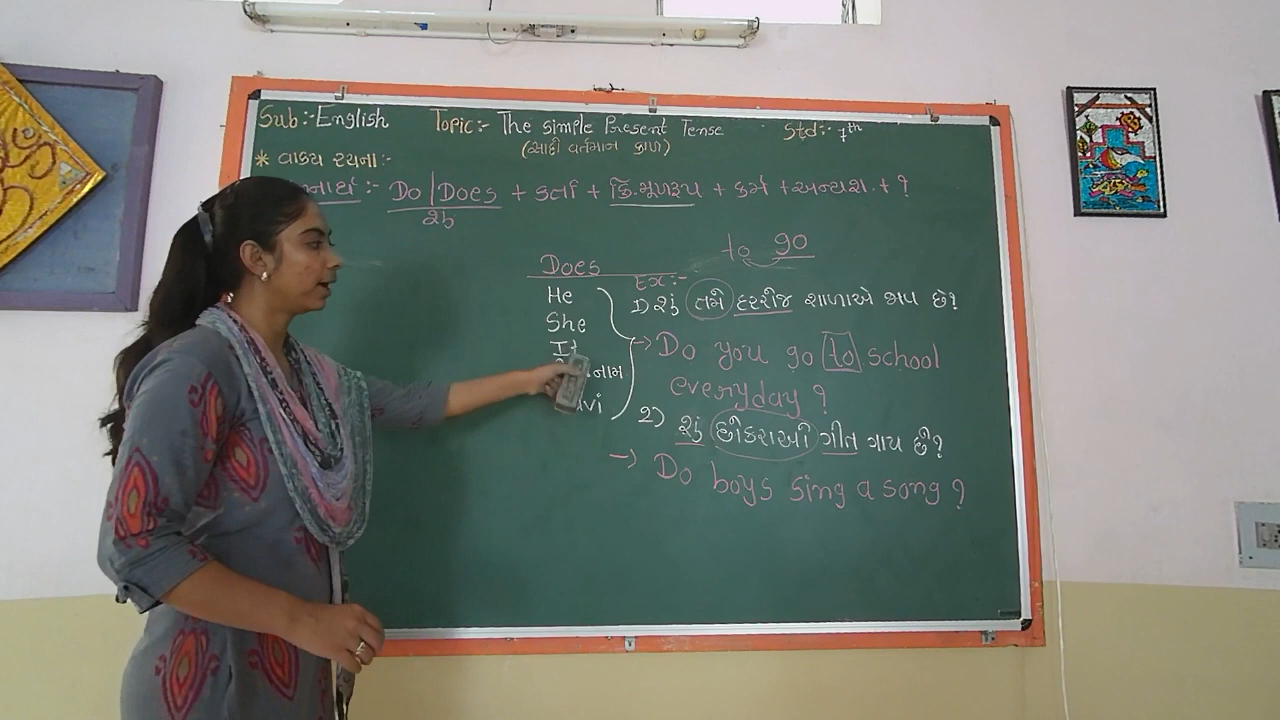 Sub:- English Topic:- The Simple Present Tense Std:- 7th
(સાદો વર્તમાન કાળ)
* વાક્ય રચના:-
નાર્થ :- Do | Does + કર્તા + ક્રિ.મૂળરૂપ + કર્મ + અન્યશ. + ?
શું
to go
Does
Ex:-
He
She
It
નામ
vi
1) શું તમે દરરોજ શાળાએ જાવ છો?
→ Do you go to school
everyday ?
2) શું છોકરાઓ ગીત ગાય છે?
→ Do boys sing a song ?